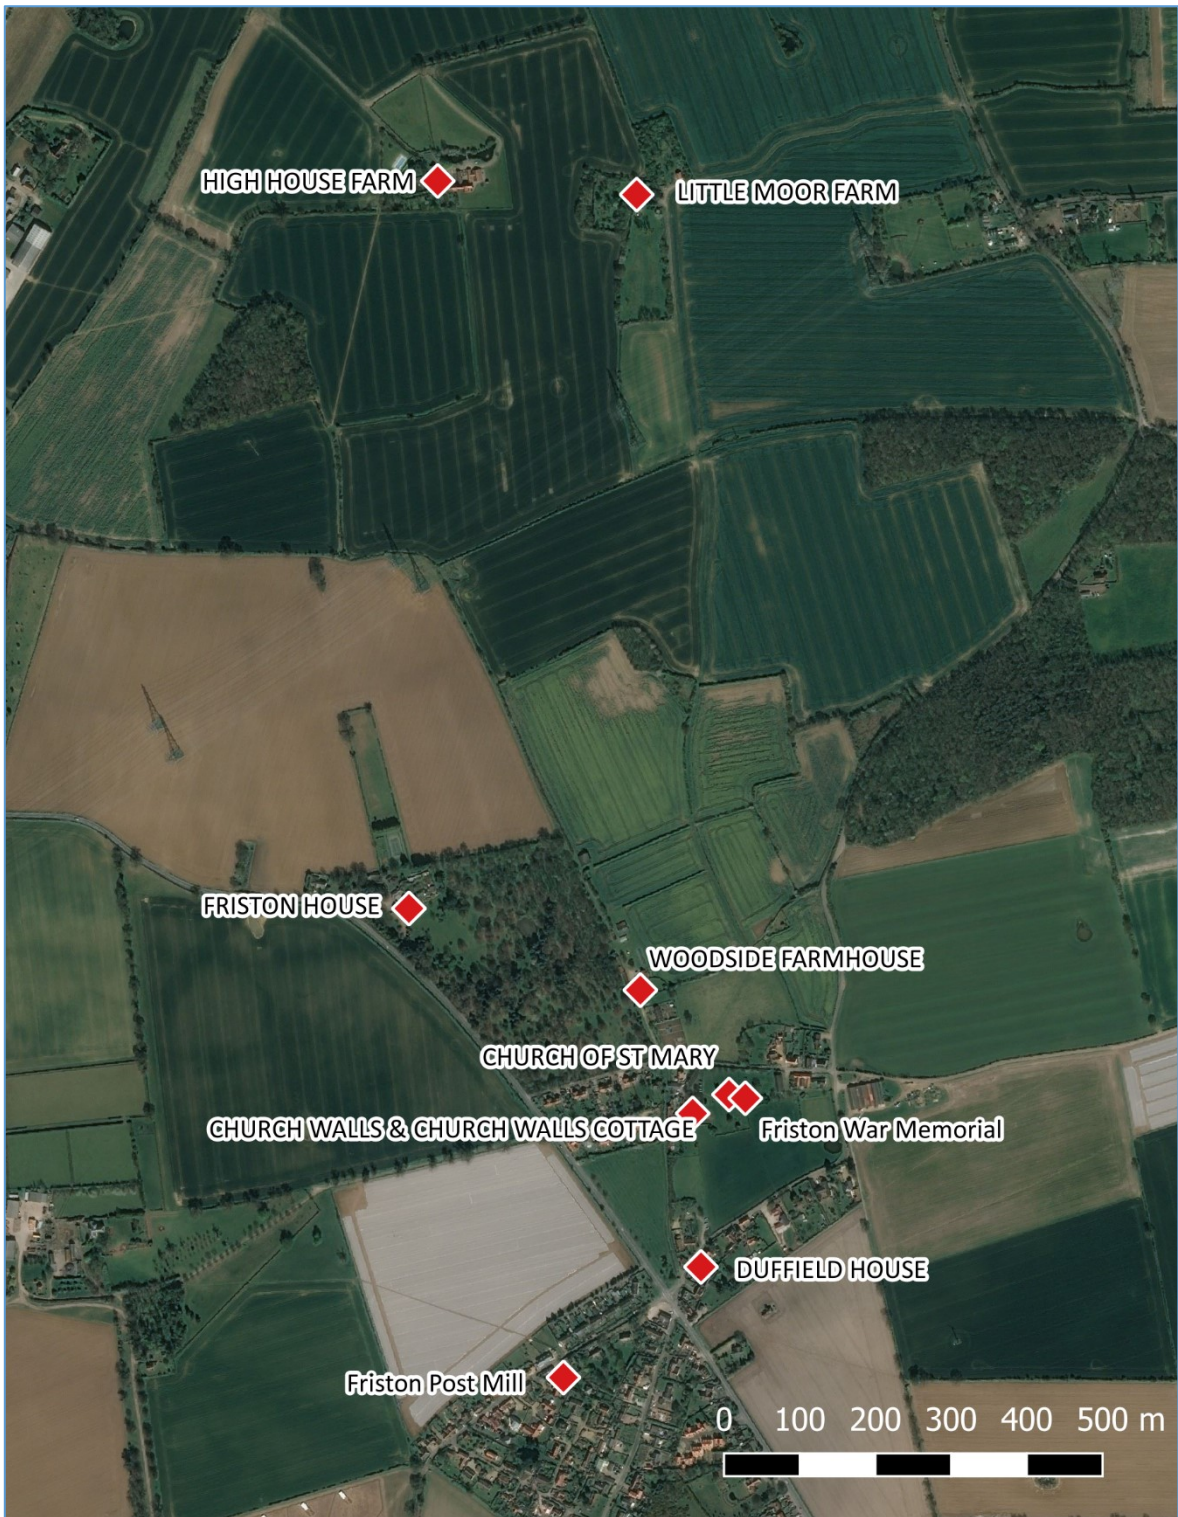 HIGH HOUSE FARM
LITTLE MOOR FARM
FRISTON HOUSE
WOODSIDE FARMHOUSE
CHURCH OF ST MARY
CHURCH WALLS & CHURCH WALLS COTTAGE
Friston War Memorial
DUFFIELD HOUSE
Friston Post Mill
0 100 200 300 400 500 m